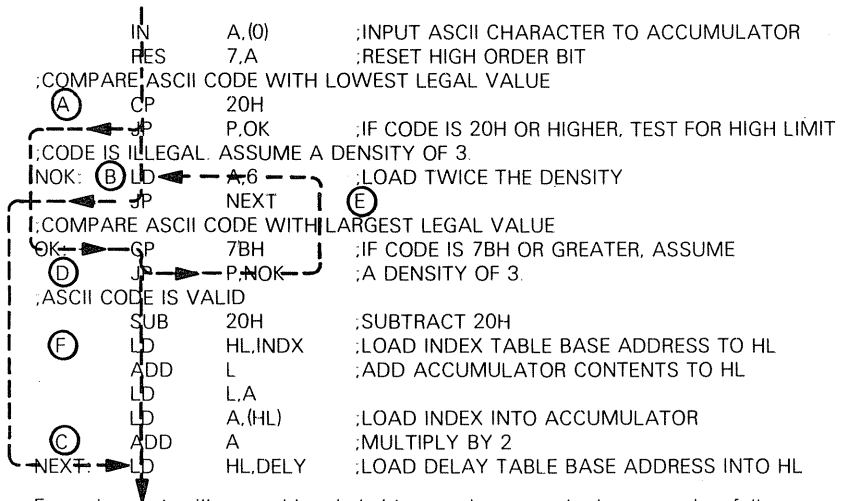 IN A,(0) ;INPUT ASCII CHARACTER TO ACCUMULATOR
RES 7,A ;RESET HIGH ORDER BIT
;COMPARE ASCII CODE WITH LOWEST LEGAL VALUE
(A) CP 20H
JP P,OK ;IF CODE IS 20H OR HIGHER, TEST FOR HIGH LIMIT
;CODE IS ILLEGAL. ASSUME A DENSITY OF 3.
NOK: (B) LD A,6 ;LOAD TWICE THE DENSITY
JP NEXT (E)
;COMPARE ASCII CODE WITH LARGEST LEGAL VALUE
OK: CP 7BH ;IF CODE IS 7BH OR GREATER, ASSUME
(D) JP P,NOK ;A DENSITY OF 3.
;ASCII CODE IS VALID
SUB 20H ;SUBTRACT 20H
(F) LD HL,INDX ;LOAD INDEX TABLE BASE ADDRESS TO HL
ADD L ;ADD ACCUMULATOR CONTENTS TO HL
LD L,A
LD A,(HL) ;LOAD INDEX INTO ACCUMULATOR
(C) ADD A ;MULTIPLY BY 2
NEXT: LD HL,DELY ;LOAD DELAY TABLE BASE ADDRESS INTO HL